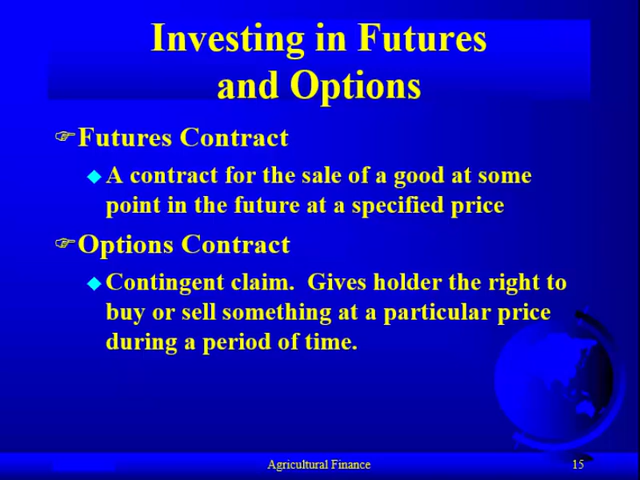 Investing in Futures
and Options
Futures Contract
A contract for the sale of a good at some
point in the future at a specified price
Options Contract
Contingent claim. Gives holder the right to
buy or sell something at a particular price
during a period of time.
Agricultural Finance
15